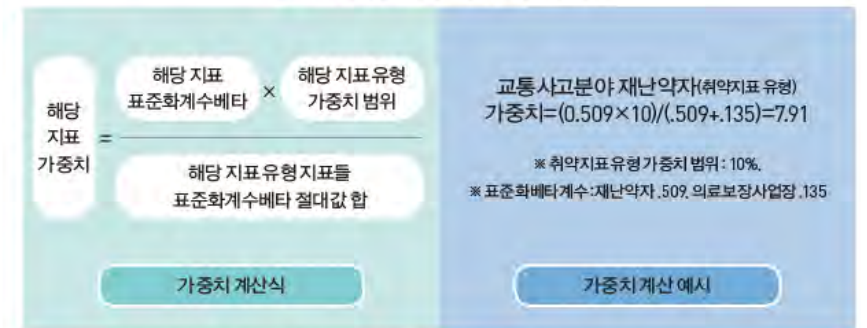 해당
지표
가중치
=
해당 지표
표준화계수베타
×
해당 지표 유형
가중치 범위
해당 지표 유형 지표들
표준화계수베타 절대값 합
가중치 계산식
교통사고분야 재난약자(취약지표 유형)
가중치=(0.509×10)/(.509+.135)=7.91
※ 취약지표 유형 가중치 범위 : 10%.
※ 표준화베타계수:재난약자 .509. 의료보장사업장 .135
가중치 계산 예시